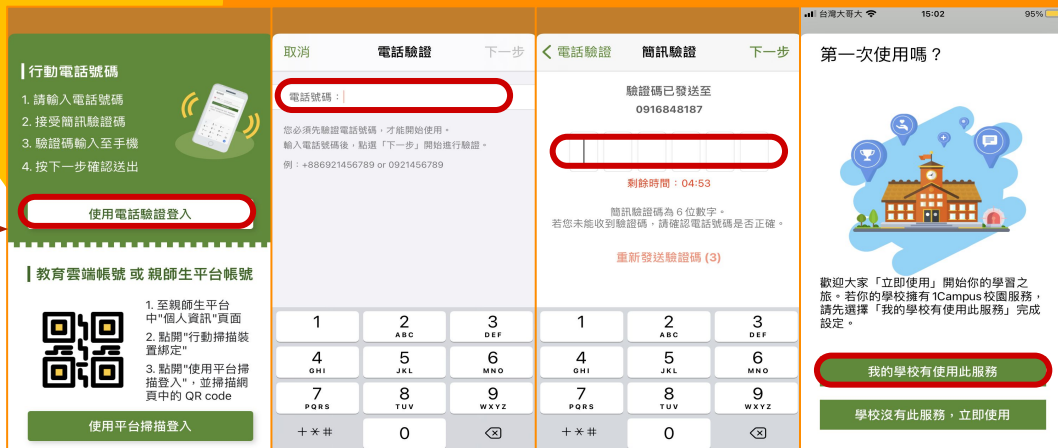 行動電話號碼
1. 請輸入電話號碼
2. 接受簡訊驗證碼
3. 驗證碼輸入至手機
4. 按下一步確認送出
使用電話驗證登入
教育雲端帳號 或 親師生平台帳號
1. 至親師生平台
中"個人資訊"頁面
2. 點開"行動掃描裝
置綁定"
3. 點開"使用平台掃
描登入"，並掃描網
頁中的 QR code
使用平台掃描登入
取消 電話驗證 下一步
電話號碼：
您必須先驗證電話號碼，才能開始使用。
輸入電話號碼後，點選「下一步」開始進行驗證。
例：+886921456789 or 0921456789
1 2 3
ABC DEF
4 5 6
GHI JKL MNO
7 8 9
PQRS TUV WXYZ
+*# 0
電話驗證 簡訊驗證 下一步
驗證碼已發送至
0916848187
剩餘時間：04:53
簡訊驗證碼為 6 位數字。
若您未能收到驗證碼，請確認電話號碼是否正確。
重新發送驗證碼 (3)
1 2 3
ABC DEF
4 5 6
GHI JKL MNO
7 8 9
PQRS TUV WXYZ
+*# 0
台灣大哥大 15:02 95%
第一次使用嗎？
歡迎大家「立即使用」開始你的學習之
旅。若你的學校擁有1Campus校園服務，
請先選擇「我的學校有使用此服務」完成
設定。
我的學校有使用此服務
學校沒有此服務，立即使用